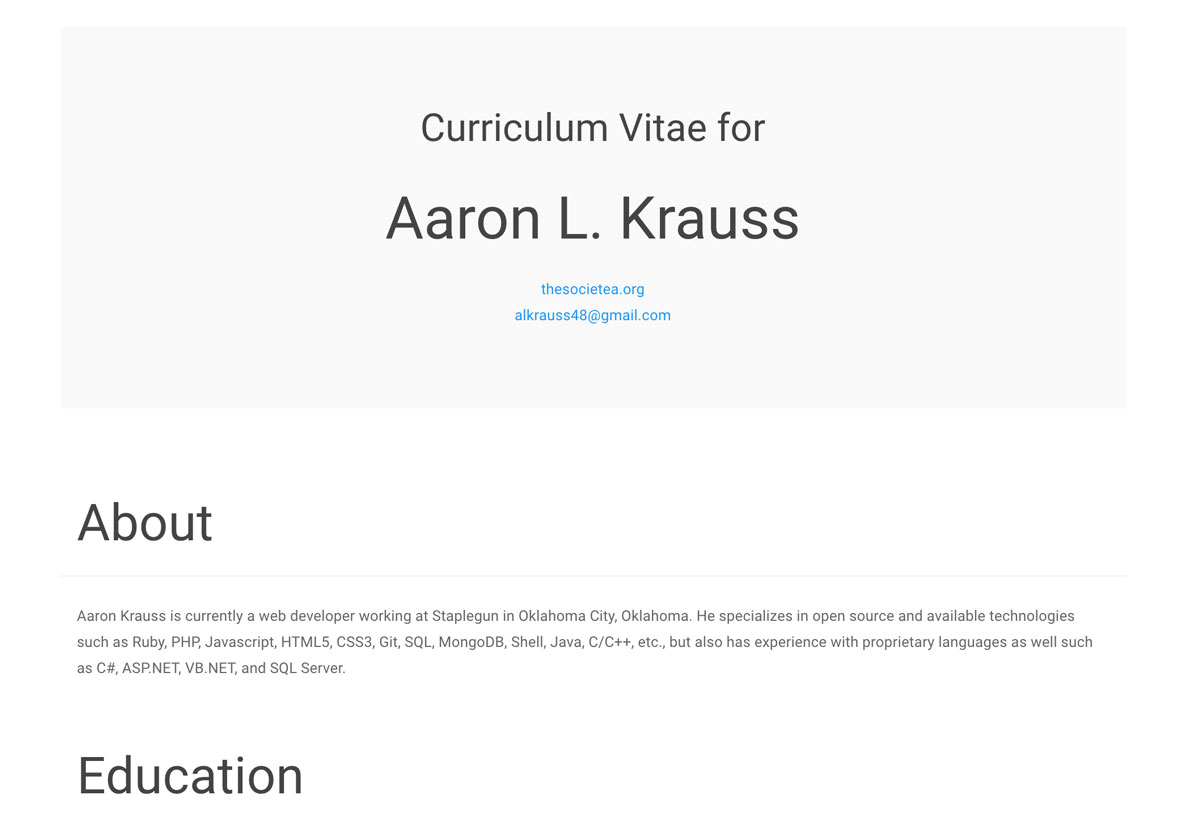 Curriculum Vitae for
Aaron L. Krauss
thesocietea.org
alkrauss48@gmail.com
About
Aaron Krauss is currently a web developer working at Staplegun in Oklahoma City, Oklahoma. He specializes in open source and available technologies
such as Ruby, PHP, Javascript, HTML5, CSS3, Git, SQL, MongoDB, Shell, Java, C/C++, etc., but also has experience with proprietary languages as well such
as C#, ASP.NET, VB.NET, and SQL Server.
Education